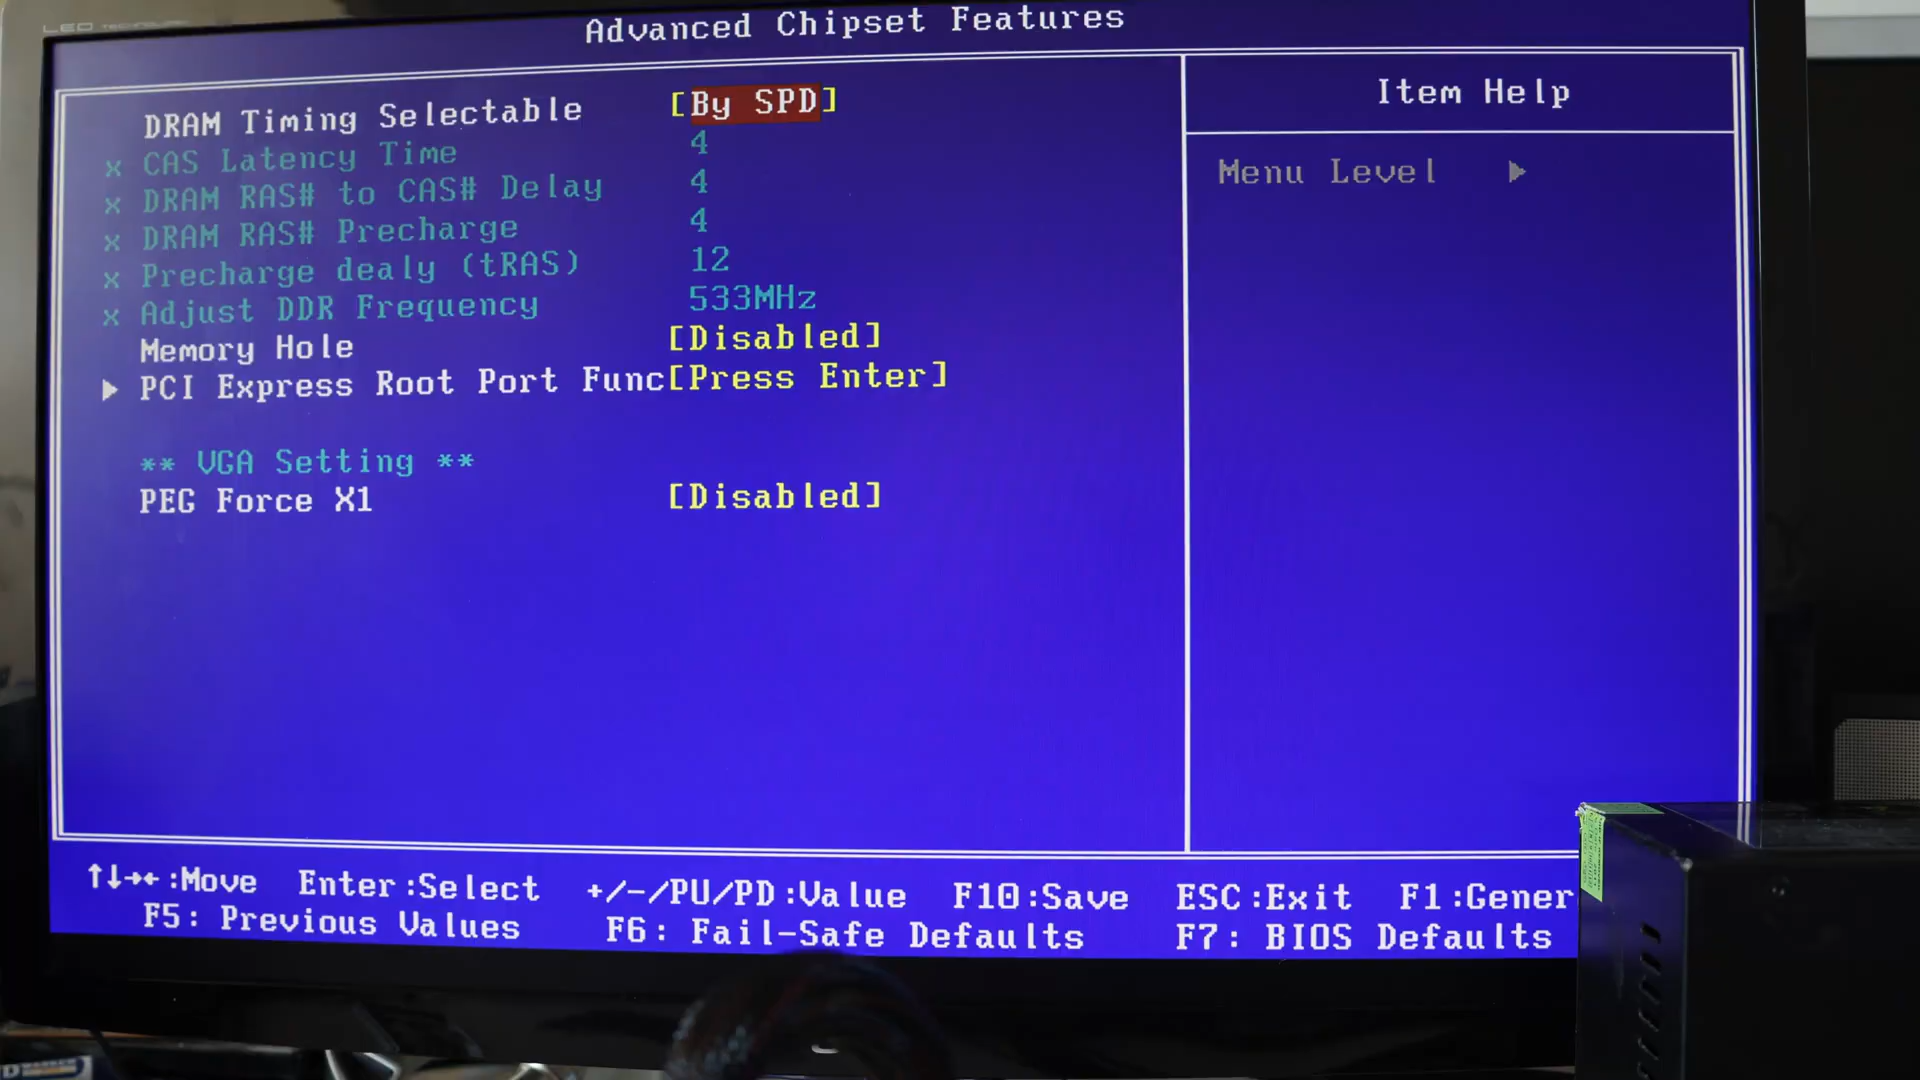 LED
Advanced Chipset Features
DRAM Timing Selectable [By SPD]
x CAS Latency Time 4
x DRAM RAS# to CAS# Delay 4
x DRAM RAS# Precharge 4
x Precharge dealy (tRAS) 12
x Adjust DDR Frequency 533MHz
Memory Hole [Disabled]
▶ PCI Express Root Port Func[Press Enter]
** VGA Setting **
PEG Force X1 [Disabled]
Item Help
Menu Level ▶
↑↓→←:Move Enter:Select +/-/PU/PD:Value F10:Save ESC:Exit F1:Gener
F5: Previous Values F6: Fail-Safe Defaults F7: BIOS Defaults